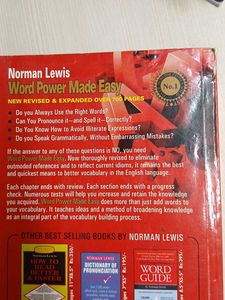 Norman Lewis
Word Power Made Easy
No.1
NEW REVISED & EXPANDED OVER 700 PAGES
• Do you Always Use the Right Words?
• Can You Pronounce it—and Spell it—Correctly?
• Do You Know How to Avoid Illiterate Expressions?
• Do you Speak Grammatically, Without Embarrassing Mistakes?
If the answer to any of these questions is NO, you need
Word Power Made Easy. Now thoroughly revised to eliminate
outmoded references and to reflect current idioms, it remains the best
and quickest means to better vocabulary in the English language.
Each chapter ends with review. Each section ends with a progress
check. Numerous tests will help you increase and retain the knowledge
you acquired. Word Power Made Easy does more than just add words to
your vocabulary. It teaches ideas and a method of broadening knowledge
as an integral part of the vocabulary building process.
OTHER BEST SELLING BOOKS BY NORMAN LEWIS
HOW TO
READ
BETTER
& FASTER
Norman Lewis
DICTIONARY OF
PRONUNCIATION
WORD
GUIDE